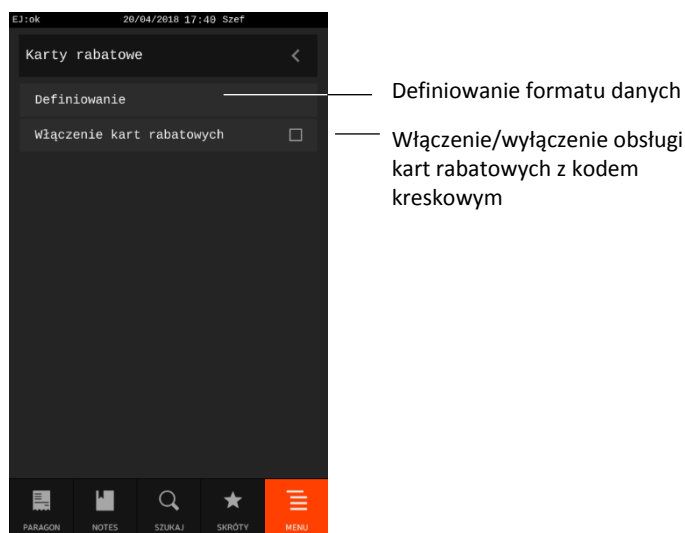 EJ:ok 20/04/2018 17:40 Szef
Karty rabatowe
Definiowanie
Włączenie kart rabatowych
Definiowanie formatu danych
Włączenie/wyłączenie obsługi
kart rabatowych z kodem
kreskowym
PARAGON NOTES SZUKAJ SKRÓTY MENU